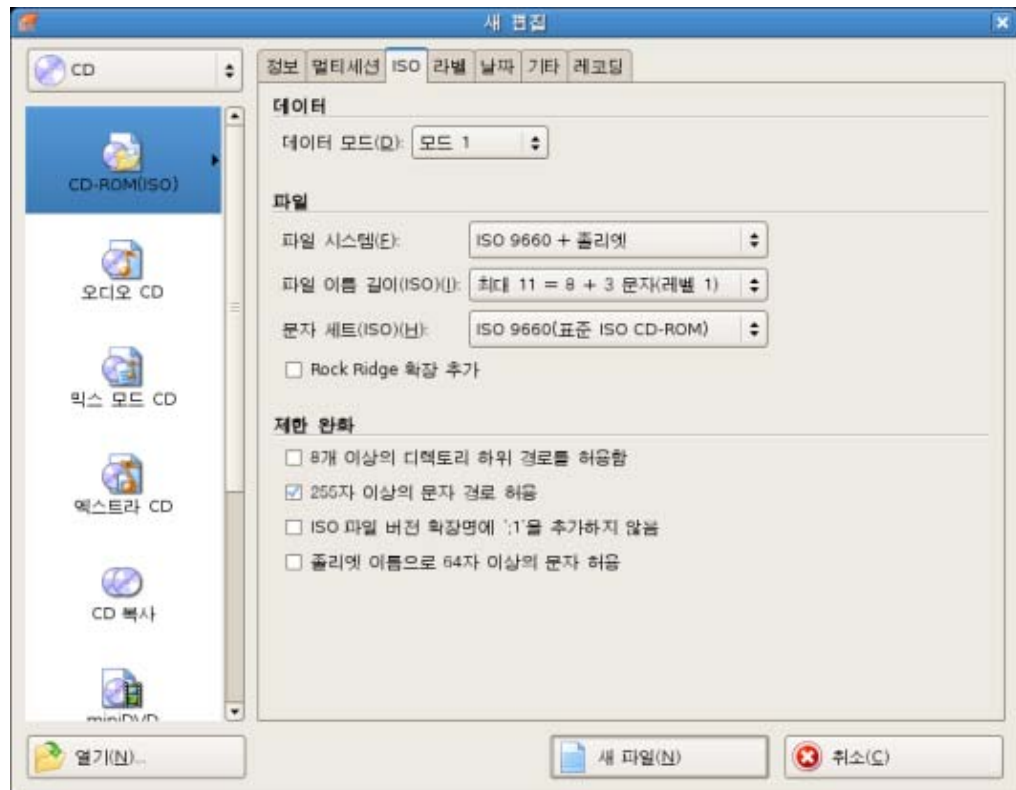 새 편집
CD
정보 멀티세션 ISO 라벨 날짜 기타 레코딩
CD-ROM(ISO)
오디오 CD
믹스 모드 CD
엑스트라 CD
CD 복사
miniDVD
데이터
데이터 모드(D): 모드 1
파일
파일 시스템(F): ISO 9660 + 졸리엣
파일 이름 길이(ISO)(I): 최대 11 = 8 + 3 문자(레벨 1)
문자 세트(ISO)(H): ISO 9660(표준 ISO CD-ROM)
Rock Ridge 확장 추가
제한 완화
8개 이상의 디렉토리 하위 경로를 허용함
255자 이상의 문자 경로 허용
ISO 파일 버전 확장명에 ';1'을 추가하지 않음
졸리엣 이름으로 64자 이상의 문자 허용
열기(N)...
새 파일(N)
취소(C)